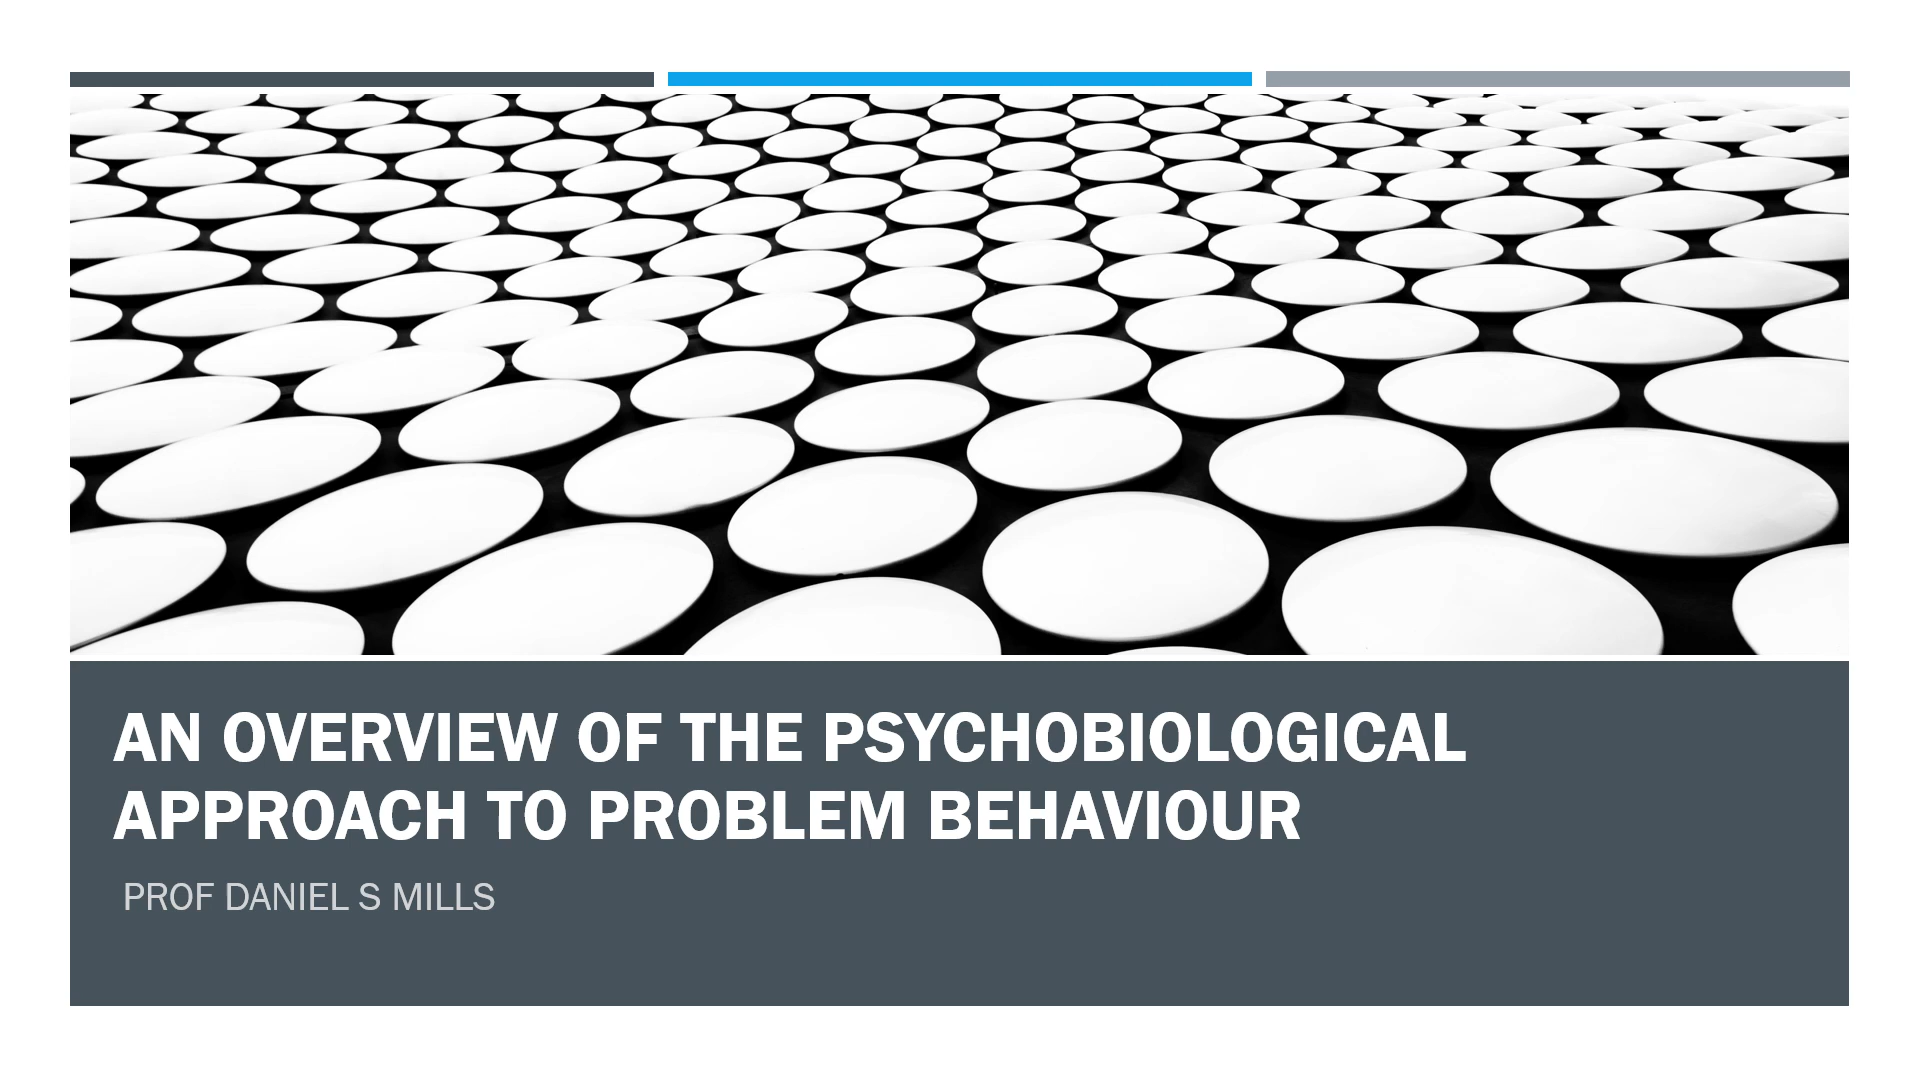 AN OVERVIEW OF THE PSYCHOBIOLOGICAL
APPROACH TO PROBLEM BEHAVIOUR
PROF DANIEL S MILLS